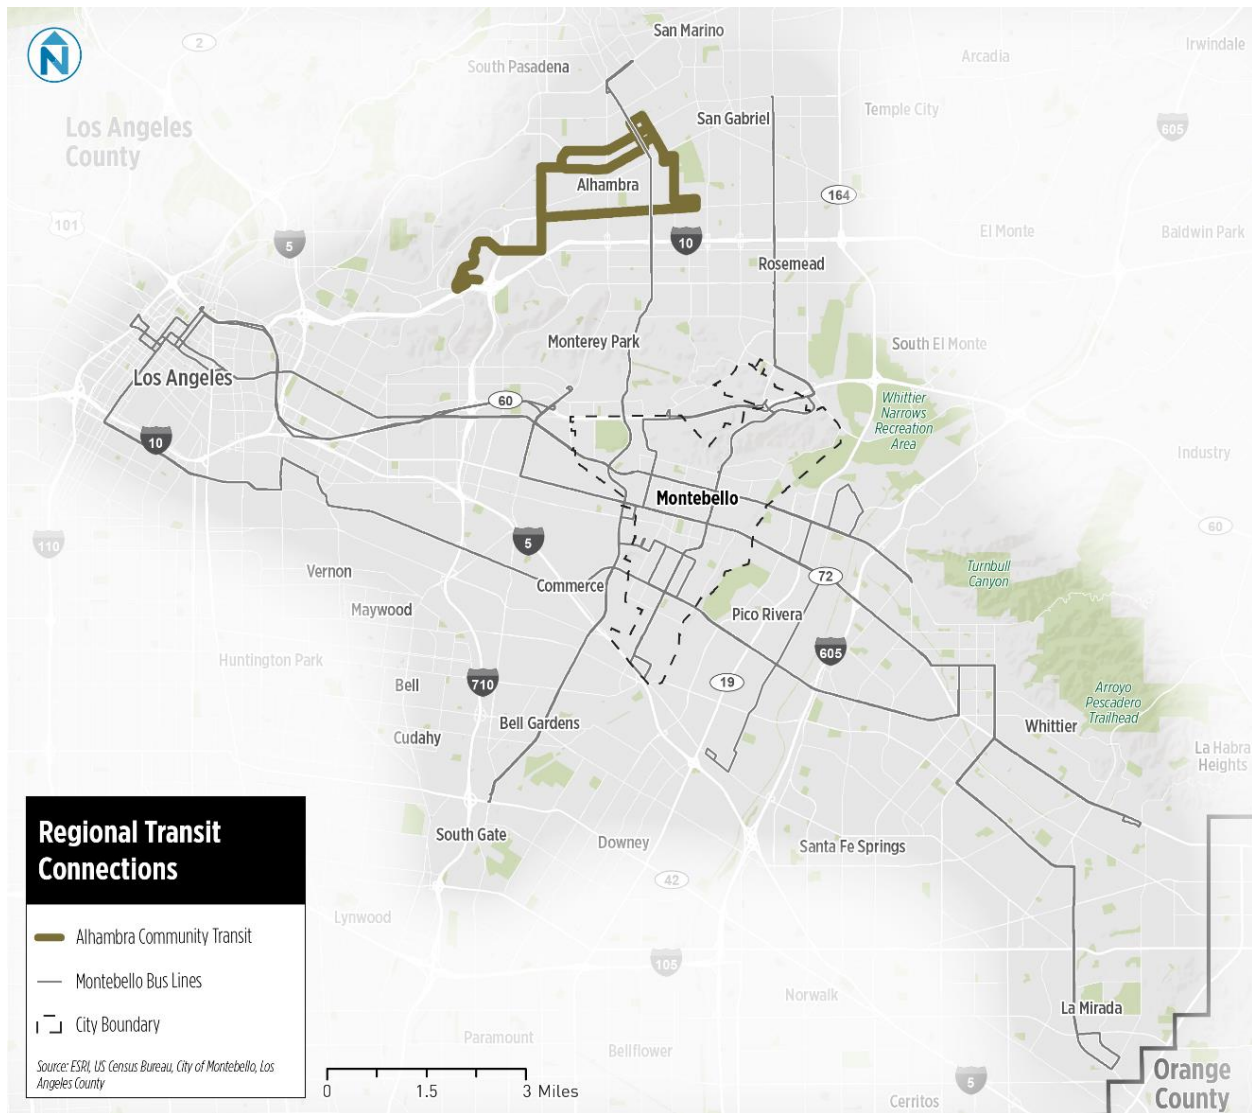 N
San Marino
2
Irwindale
South Pasadena
Arcadia
Temple City
San Gabriel
Los Angeles
County
605
Alhambra
164
101
5
10
El Monte
Baldwin Park
Rosemead
Monterey Park
South El Monte
Los Angeles
60
Whittier
Narrows
Recreation
Area
10
Industry
Montebello
60
110
5
Turnbull
Canyon
Vernon
Commerce
72
Maywood
Pico Rivera
Huntington Park
605
Bell
710
19
Arroyo
Pescadero
Trailhead
Bell Gardens
Whittier
Cudahy
La Habra
Heights
South Gate
Downey
Santa Fe Springs
42
Lynwood
105
Norwalk
La Mirada
Paramount
Bellflower
5
Orange
County
Cerritos
Regional Transit
Connections
Alhambra Community Transit
Montebello Bus Lines
City Boundary
Source: ESRI, US Census Bureau, City of Montebello, Los
Angeles County
0 1.5 3 Miles